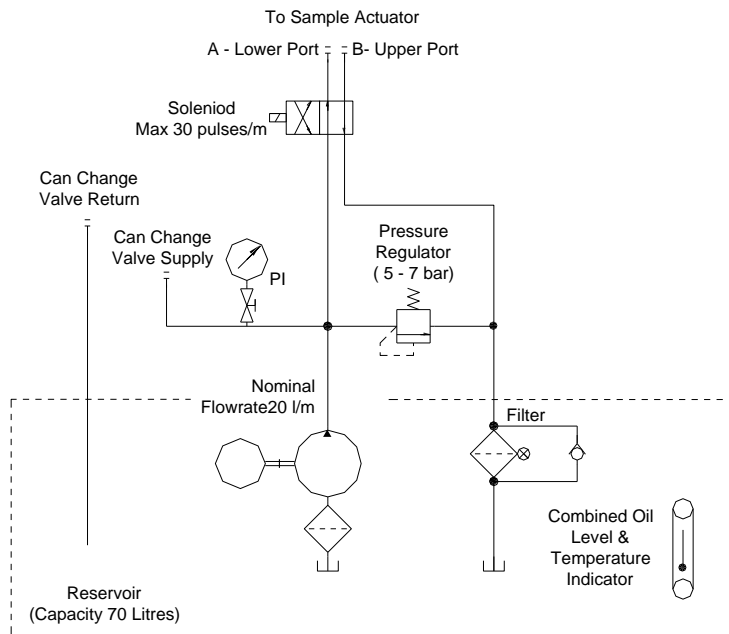 To Sample Actuator
A - Lower Port
B- Upper Port
Soleniod
Max 30 pulses/m
Can Change
Valve Return
Can Change
Valve Supply
PI
Pressure
Regulator
( 5 - 7 bar)
Nominal
Flowrate20 l/m
Filter
Combined Oil
Level &
Temperature
Indicator
Reservoir
(Capacity 70 Litres)